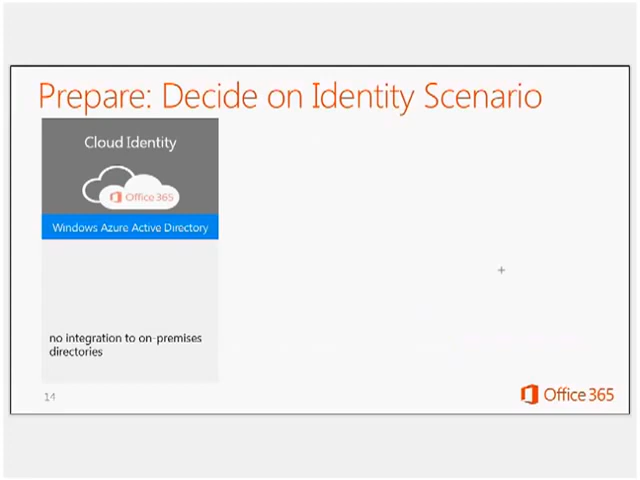 Prepare: Decide on Identity Scenario
Cloud Identity
Office 365
Windows Azure Active Directory
no integration to on-premises
directories
14
Office 365